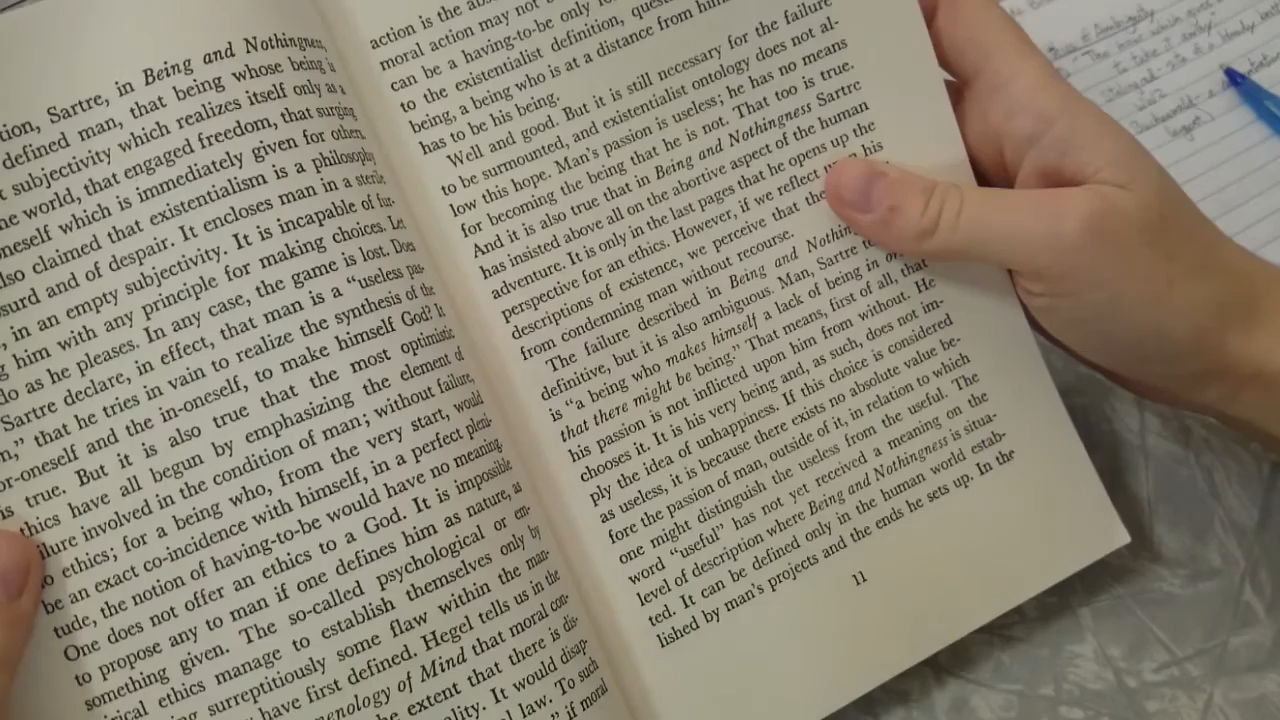 tion, Sartre, in Being and Nothingness,
defined man, that being whose being is
subjectivity which realizes itself only as a
the world, that engaged freedom, that surging
oneself which is immediately given for others.
also claimed that existentialism is a philosophy
surd and of despair. It encloses man in a sterile
, in an empty subjectivity. It is incapable of fur-
g him with any principle for making choices. Let
do as he pleases. In any case, the game is lost. Does
Sartre declare, in effect, that man is a “useless pas-
n,” that he tries in vain to realize the synthesis of the
or-oneself and the in-oneself, to make himself God? It
is true. But it is also true that the most optimistic
thics have all begun by emphasizing the element of
ilure involved in the condition of man; without failure,
o ethics; for a being who, from the very start, would
be an exact co-incidence with himself, in a perfect pleni-
tude, the notion of having-to-be would have no meaning.
One does not offer an ethics to a God. It is impossible
to propose any to man if one defines him as nature, as
something given. The so-called psychological or em-
irical ethics manage to establish themselves only by
ng surreptitiously some flaw within the man-
have first defined. Hegel tells us in the
menology of Mind that moral con-
the extent that there is dis-
ality. It would disap-
l law. To such
” if moral
action is the
moral action may not
can be a having-to-be only
to the existentialist definition,
being, a being who is at a distance from
has to be his being.
Well and good. But it is still necessary for the failure
to be surmounted, and existentialist ontology does not al-
low this hope. Man’s passion is useless; he has no means
for becoming the being that he is not. That too is true.
And it is also true that in Being and Nothingness Sartre
has insisted above all on the abortive aspect of the human
adventure. It is only in the last pages that he opens up the
perspective for an ethics. However, if we reflect his
descriptions of existence, we perceive that
from condemning man without recourse.
The failure described in Being and
definitive, but it is also ambiguous. Man, Sartre
is “a being who makes himself a lack of being in
that there might be being.” That means, first of all, that
his passion is not inflicted upon him from without. He
chooses it. It is his very being and, as such, does not im-
ply the idea of unhappiness. If this choice is considered
as useless, it is because there exists no absolute value be-
fore the passion of man, outside of it, in relation to which
one might distinguish the useless from the useful. The
word “useful” has not yet received a meaning on the
level of description where Being and Nothingness is situa-
ted. It can be defined only in the human world estab-
lished by man’s projects and the ends he sets up. In the
11